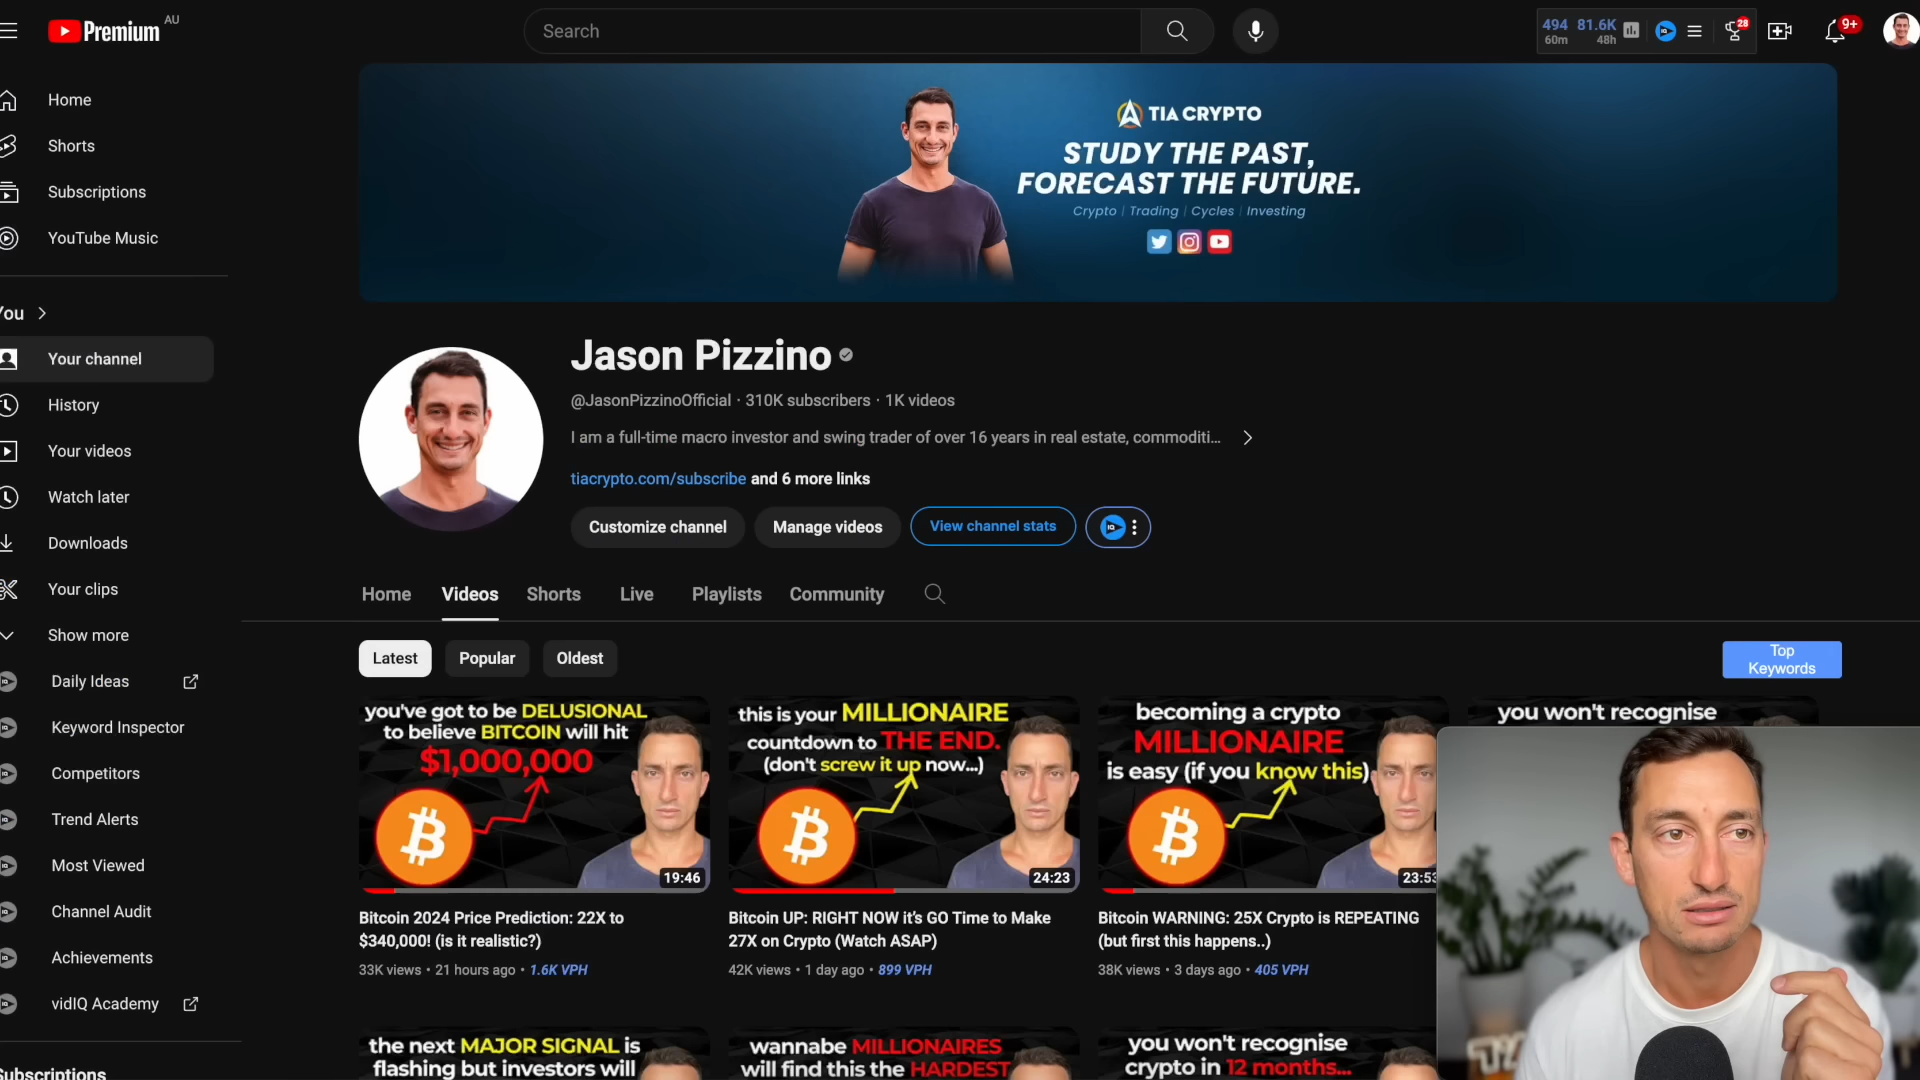 Premium
AU
Search
494 81.6K
60m 48h
28
9+
Home
Shorts
Subscriptions
YouTube Music
You
Your channel
History
Your videos
Watch later
Downloads
Your clips
Show more
Daily Ideas
Keyword Inspector
Competitors
Trend Alerts
Most Viewed
Channel Audit
Achievements
vidIQ Academy
Subscriptions
TIA CRYPTO
STUDY THE PAST,
FORECAST THE FUTURE.
Crypto | Trading | Cycles | Investing
Jason Pizzino
@JasonPizzinoOfficial · 310K subscribers · 1K videos
I am a full-time macro investor and swing trader of over 16 years in real estate, commoditi...
tiacrypto.com/subscribe and 6 more links
Customize channel
Manage videos
View channel stats
Home
Videos
Shorts
Live
Playlists
Community
Latest
Popular
Oldest
Top
Keywords
you've got to be DELUSIONAL
to believe BITCOIN will hit
$1,000,000
19:46
Bitcoin 2024 Price Prediction: 22X to
$340,000! (is it realistic?)
33K views • 21 hours ago • 1.6K VPH
this is your MILLIONAIRE
countdown to THE END.
(don't screw it up now...)
24:23
Bitcoin UP: RIGHT NOW it's GO Time to Make
27X on Crypto (Watch ASAP)
42K views • 1 day ago • 899 VPH
becoming a crypto
MILLIONAIRE
is easy (if you know this)
23:53
Bitcoin WARNING: 25X Crypto is REPEATING
(but first this happens..)
38K views • 3 days ago • 405 VPH
you won't recognise
the next MAJOR SIGNAL is
flashing but investors will
wannabe MILLIONAIRES
will find this the HARDEST
you won't recognise
crypto in 12 months...